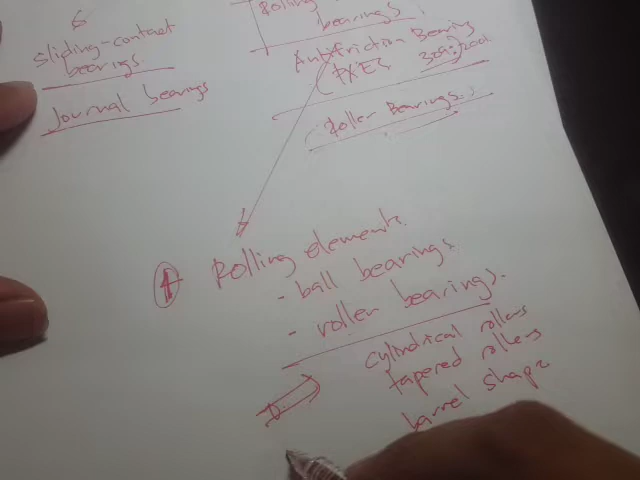 Rolling
bearings
sliding-contact
bearings
Journal bearings
Antifriction Bearing
Roller Bearings
1 Rolling elements.
- ball bearings.
- roller bearings.
cylindrical rollers
tapered rollers
barrel shape